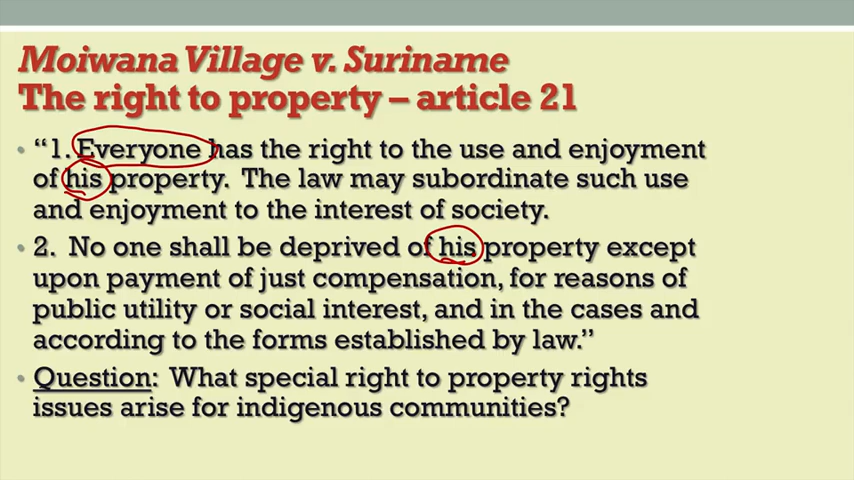 Moiwana Village v. Suriname
The right to property – article 21
• “1. Everyone has the right to the use and enjoyment
of his property. The law may subordinate such use
and enjoyment to the interest of society.
• 2. No one shall be deprived of his property except
upon payment of just compensation, for reasons of
public utility or social interest, and in the cases and
according to the forms established by law.”
• Question: What special right to property rights
issues arise for indigenous communities?